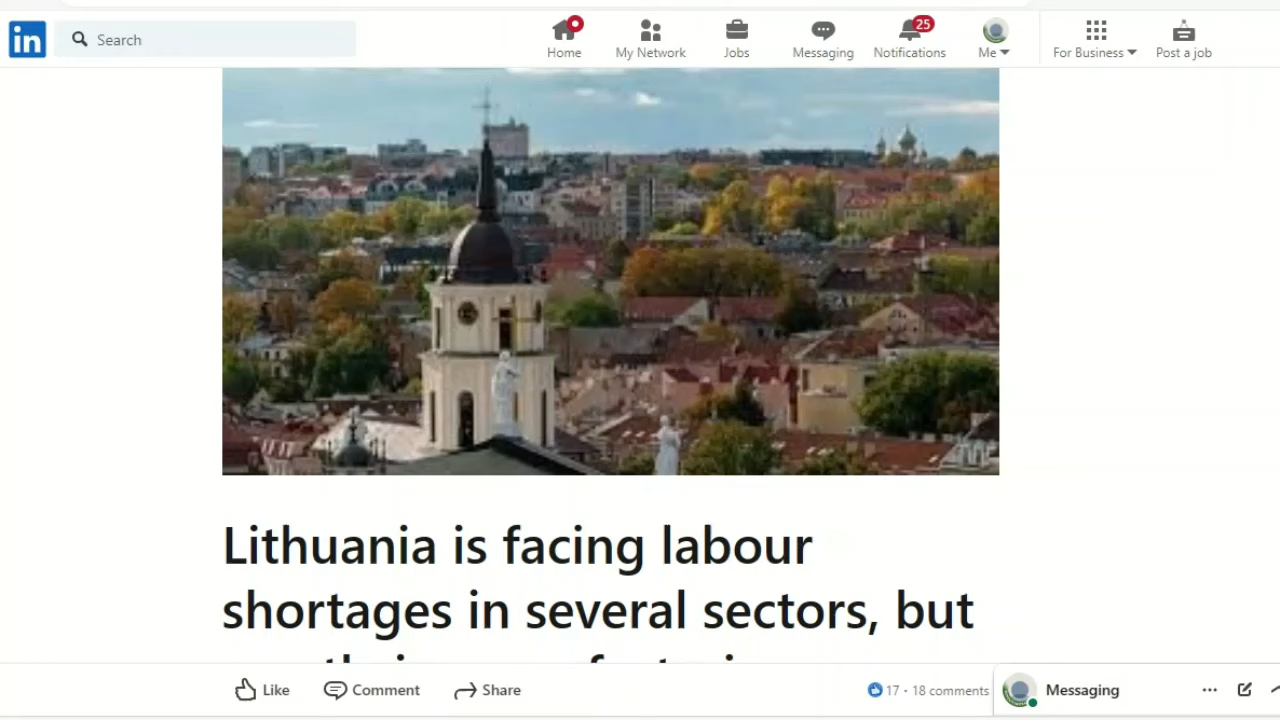 in
Search
Home
My Network
Jobs
Messaging
25
Notifications
Me
For Business
Post a job
Lithuania is facing labour
shortages in several sectors, but
Like
Comment
Share
17 · 18 comments
Messaging